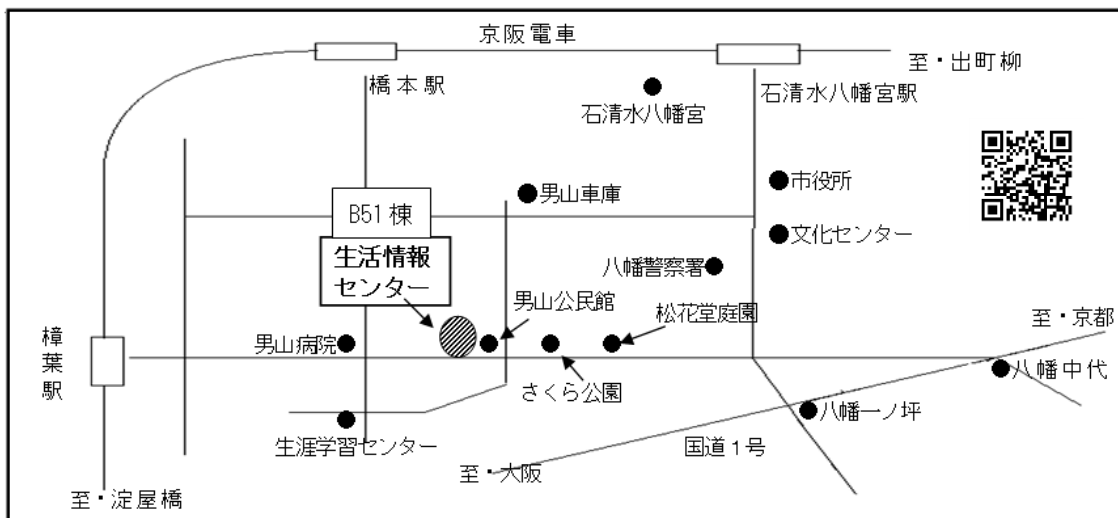 京阪電車
至・出町柳
橋本駅
石清水八幡宮駅
石清水八幡宮
男山車庫
市役所
B51棟
文化センター
生活情報
センター
八幡警察署
男山公民館
松花堂庭園
至・京都
樟葉駅
男山病院
さくら公園
八幡中代
八幡一ノ坪
生涯学習センター
国道1号
至・大阪
至・淀屋橋